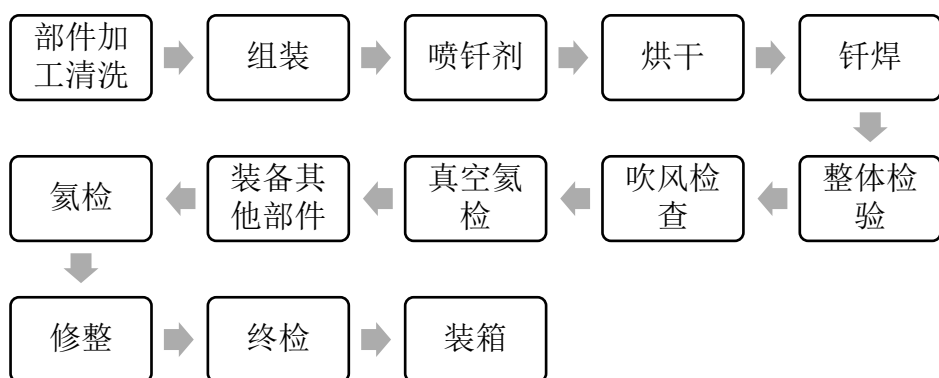 部件加
工清洗
组装
喷钎剂
烘干
钎焊
整体检
验
吹风检
查
真空氦
检
装备其
他部件
氦检
修整
终检
装箱